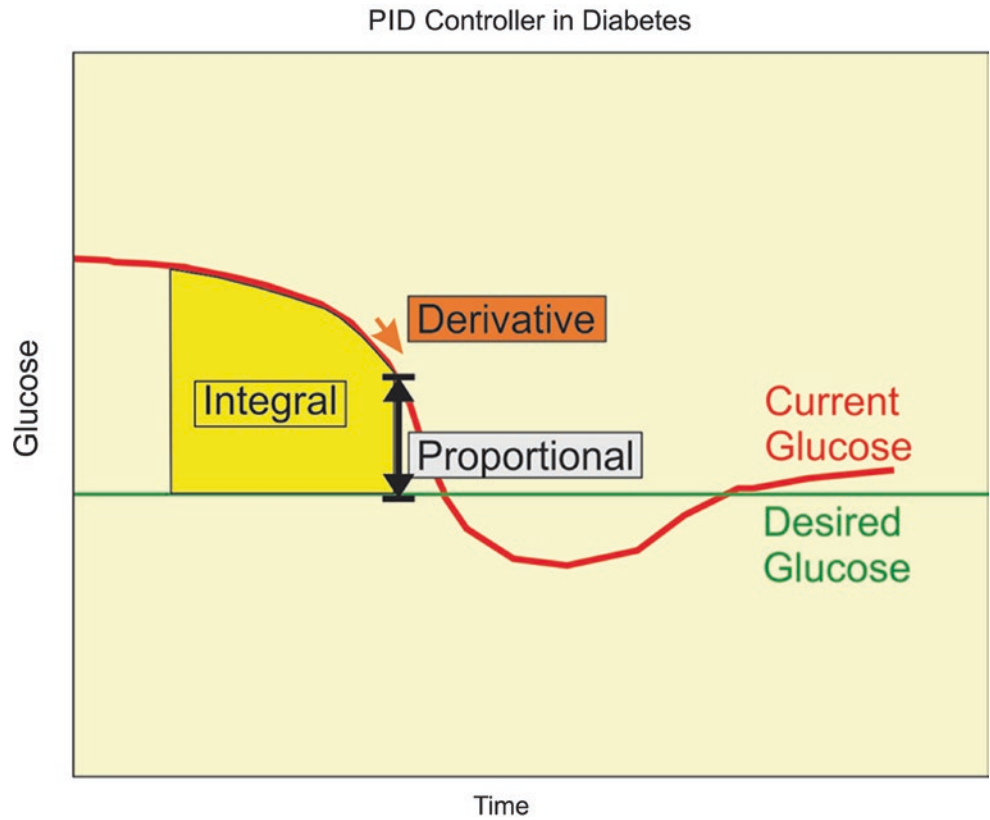 PID Controller in Diabetes
Derivative
Integral
Proportional
Current
Glucose
Desired
Glucose
Glucose
Time